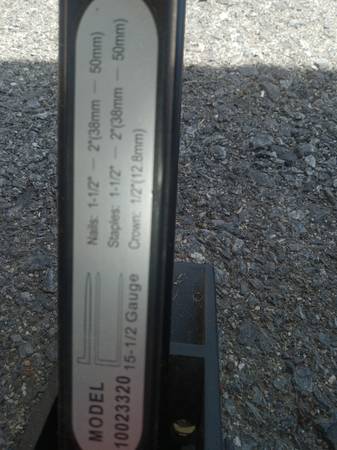 MODEL
10023320
15-1/2 Gauge
Nails: 1-1/2" — 2"(38mm — 50mm)
Staples: 1-1/2" — 2"(38mm — 50mm)
Crown: 1/2"(12.8mm)